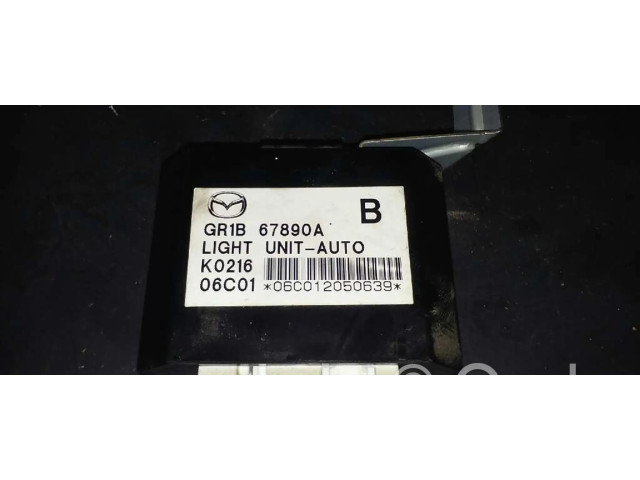 B
GR1B 67890A
LIGHT UNIT-AUTO
K0216
06C01 *06C012050639*